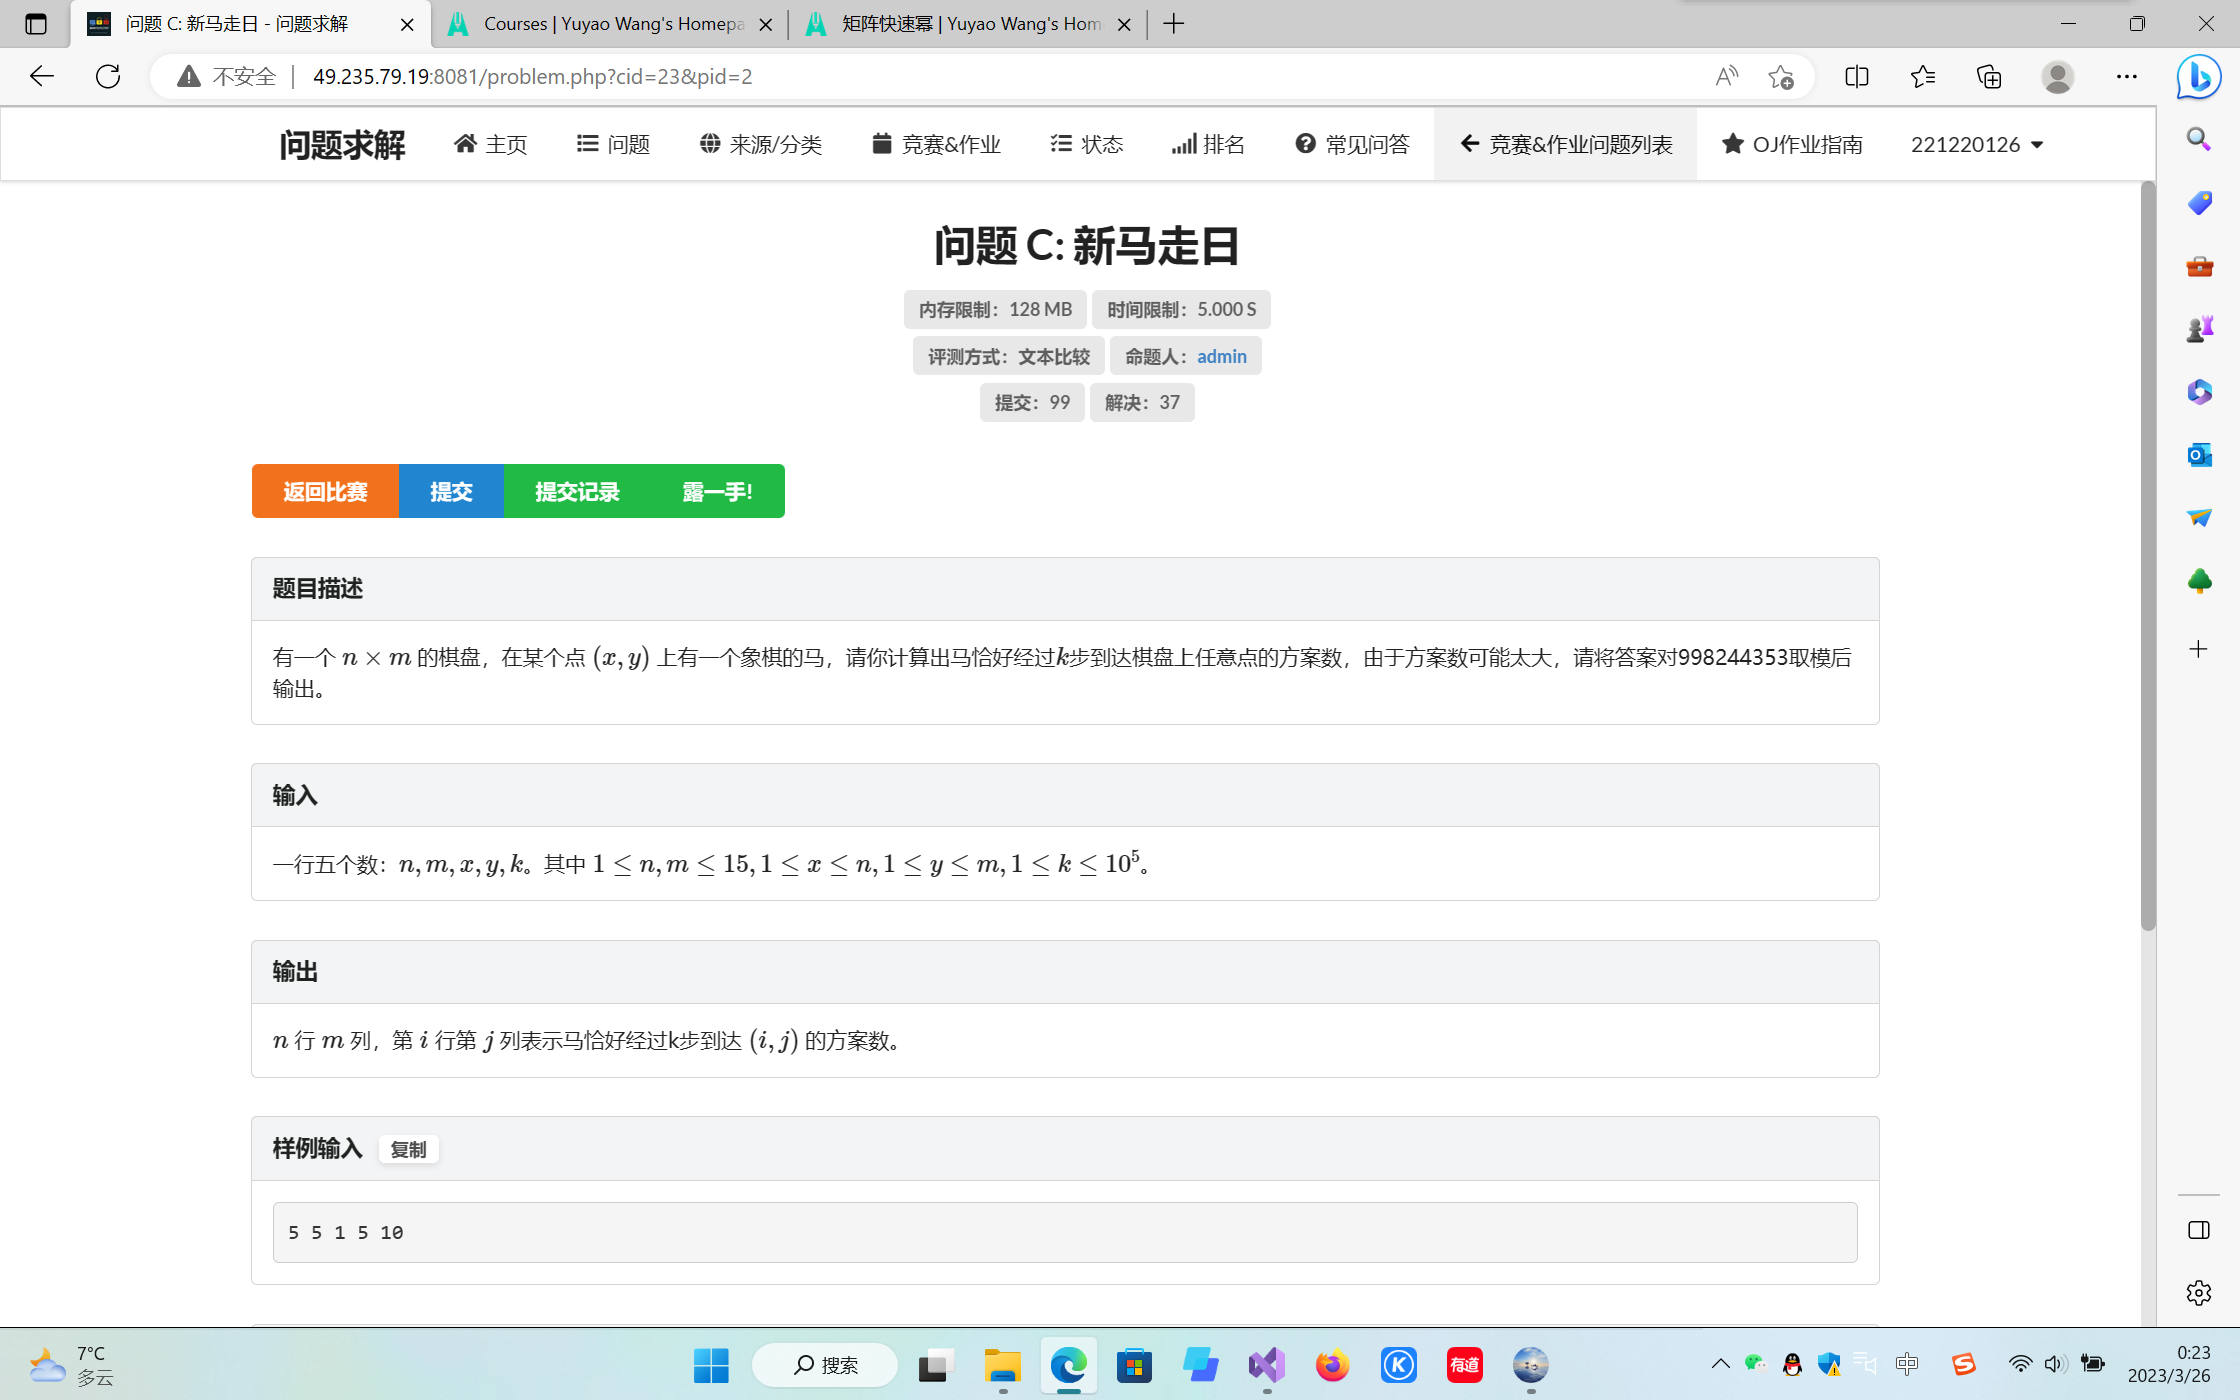 问题 C: 新马走日 - 问题求解
Courses | Yuyao Wang's Homepa
矩阵快速幂 | Yuyao Wang's Hom
不安全 | 49.235.79.19:8081/problem.php?cid=23&pid=2
问题求解 主页 问题 来源/分类 竞赛&作业 状态 排名 常见问答 竞赛&作业问题列表 OJ作业指南 221220126
问题 C: 新马走日
内存限制：128 MB 时间限制：5.000 S
评测方式：文本比较 命题人：admin
提交：99 解决：37
返回比赛 提交 提交记录 露一手!
题目描述
有一个 n × m 的棋盘，在某个点 (x, y) 上有一个象棋的马，请你计算出马恰好经过k步到达棋盘上任意点的方案数，由于方案数可能太大，请将答案对998244353取模后
输出。
输入
一行五个数：n, m, x, y, k。其中 1 ≤ n, m ≤ 15, 1 ≤ x ≤ n, 1 ≤ y ≤ m, 1 ≤ k ≤ 10⁵。
输出
n 行 m 列，第 i 行第 j 列表示马恰好经过k步到达 (i, j) 的方案数。
样例输入 复制
5 5 1 5 10
7°C
多云
搜索
有道
中
0:23
2023/3/26